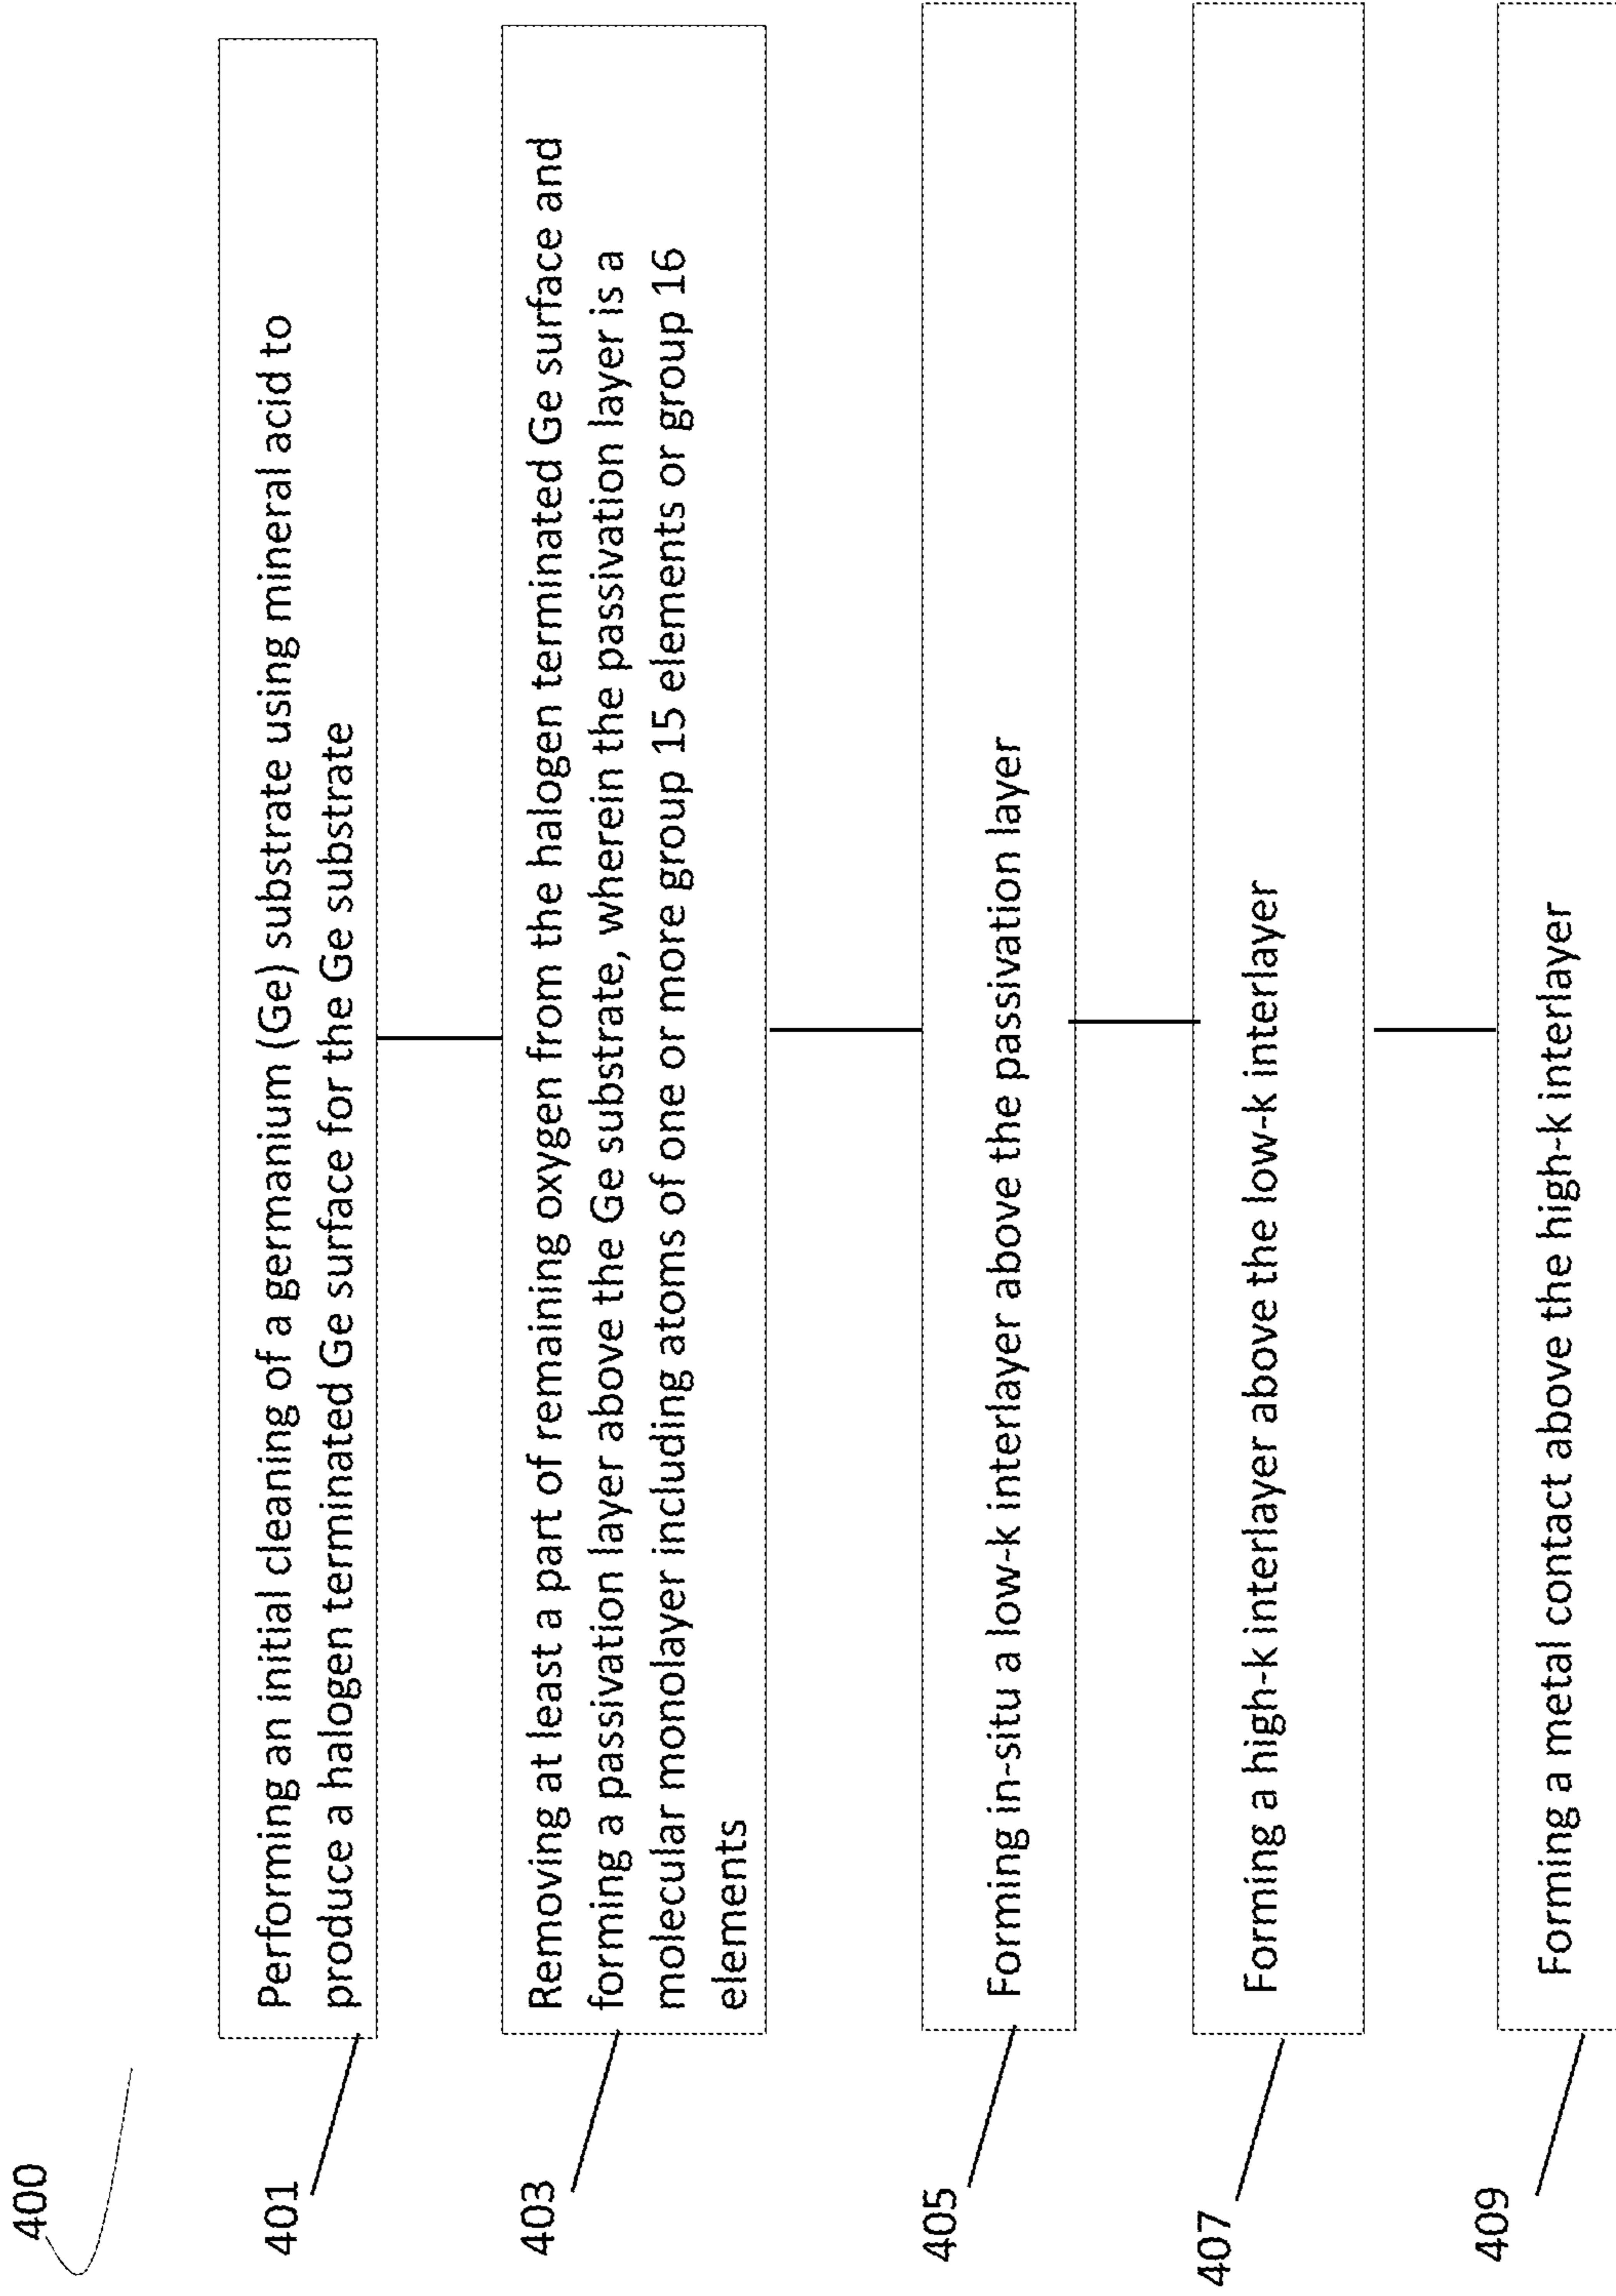 400
401
Performing an initial cleaning of a germanium (Ge) substrate using mineral acid to
produce a halogen terminated Ge surface for the Ge substrate
403
Removing at least a part of remaining oxygen from the halogen terminated Ge surface and
forming a passivation layer above the Ge substrate, wherein the passivation layer is a
molecular monolayer including atoms of one or more group 15 elements or group 16
elements
405
Forming in-situ a low-k interlayer above the passivation layer
407
Forming a high-k interlayer above the low-k interlayer
409
Forming a metal contact above the high-k interlayer